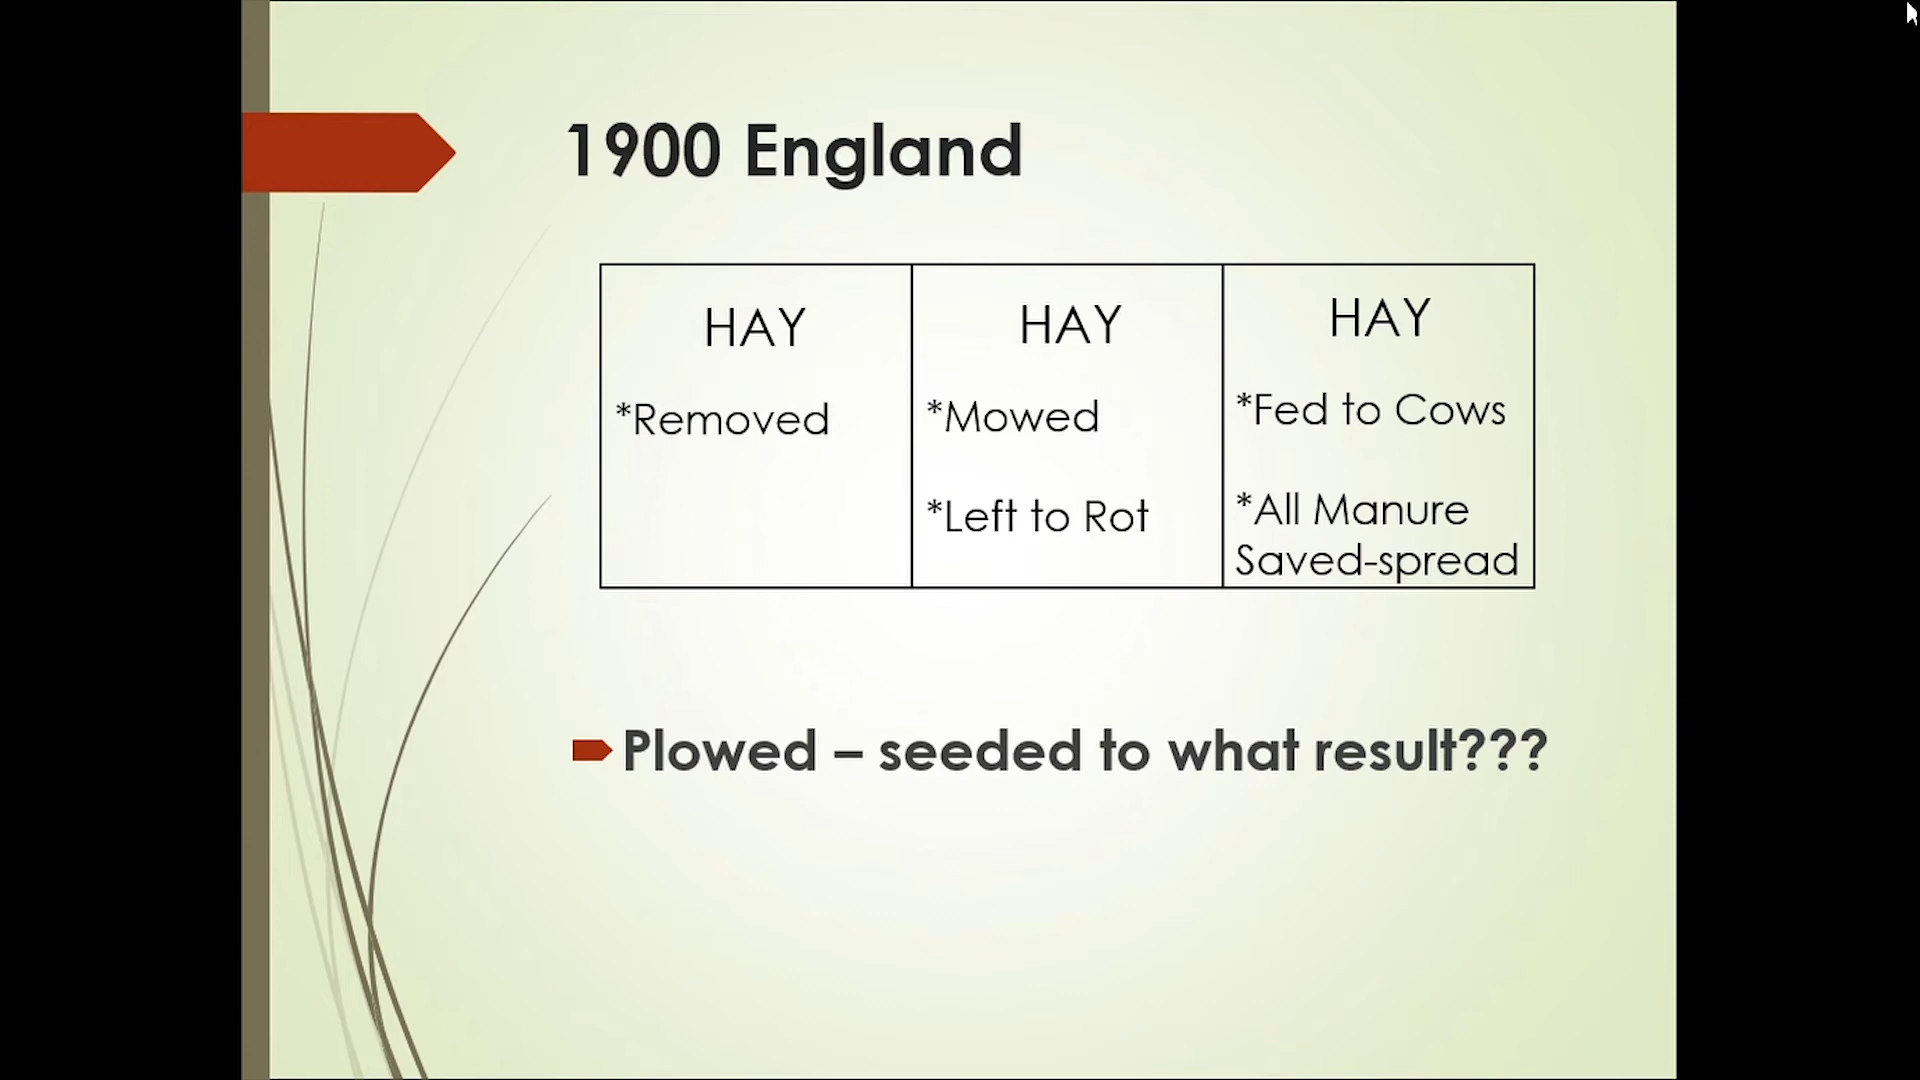 1900 England
HAY
*Removed
HAY
*Mowed
*Left to Rot
HAY
*Fed to Cows
*All Manure
Saved-spread
Plowed – seeded to what result???